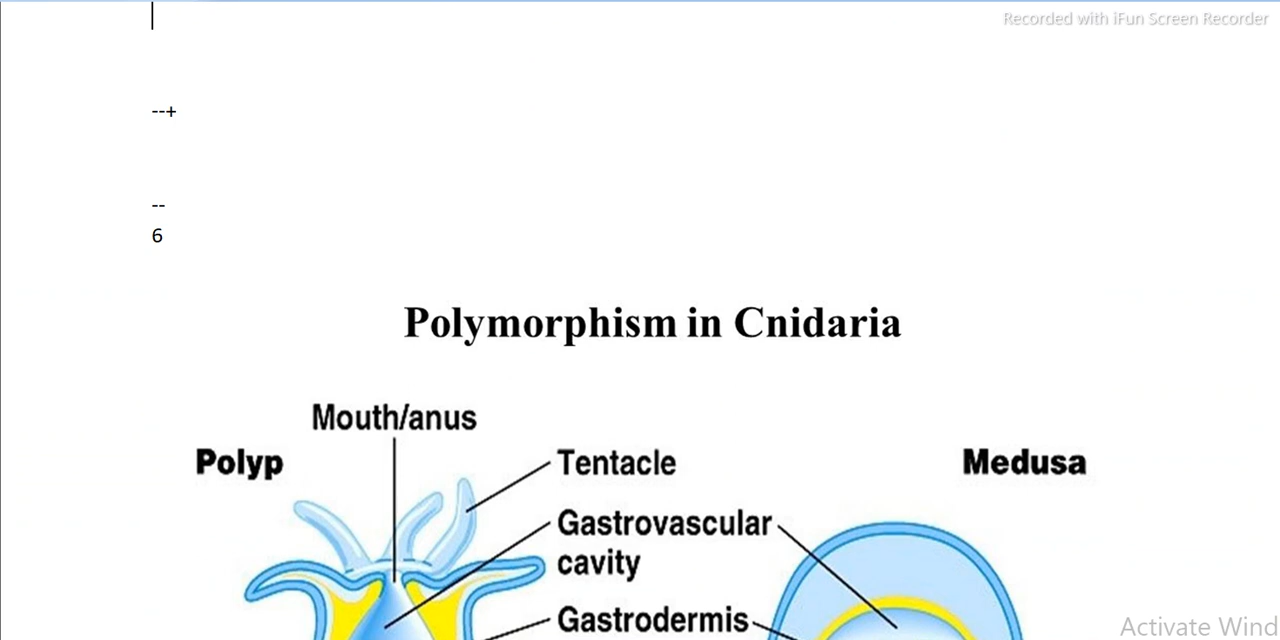 Recorded with iFun Screen Recorder
--+
--
6
Polymorphism in Cnidaria
Mouth/anus
Polyp
Tentacle
Medusa
Gastrovascular
cavity
Gastrodermis
Activate Wind